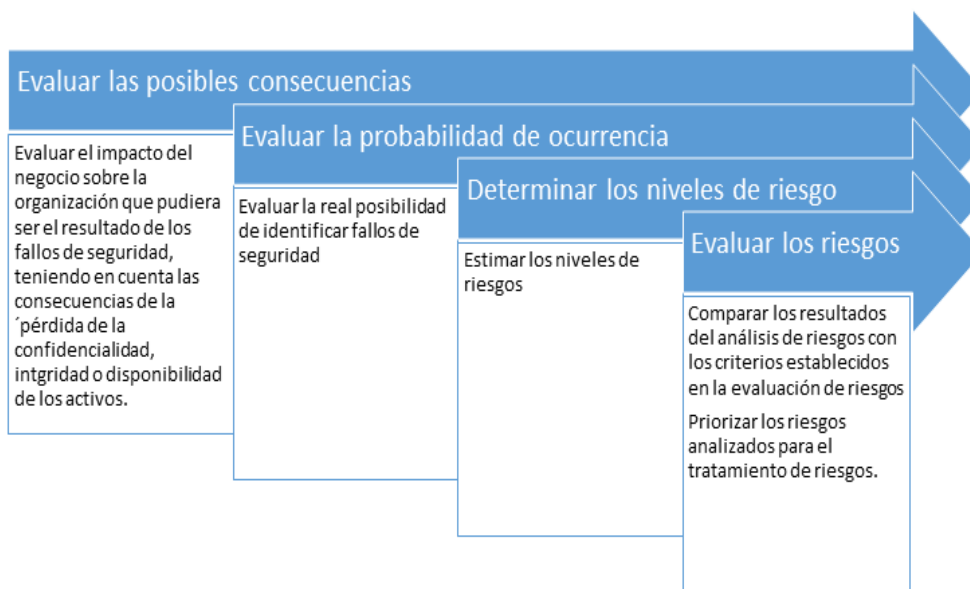 Evaluar las posibles consecuencias
Evaluar el impacto del
negocio sobre la
organización que pudiera
ser el resultado de los
fallos de seguridad,
teniendo en cuenta las
consecuencias de la
´pérdida de la
confidencialidad,
intgridad o disponibilidad
de los activos.
Evaluar la probabilidad de ocurrencia
Evaluar la real posibilidad
de identificar fallos de
seguridad
Determinar los niveles de riesgo
Estimar los niveles de
riesgos
Evaluar los riesgos
Comparar los resultados
del análisis de riesgos con
los criterios establecidos
en la evaluación de riesgos
Priorizar los riesgos
analizados para el
tratamiento de riesgos.